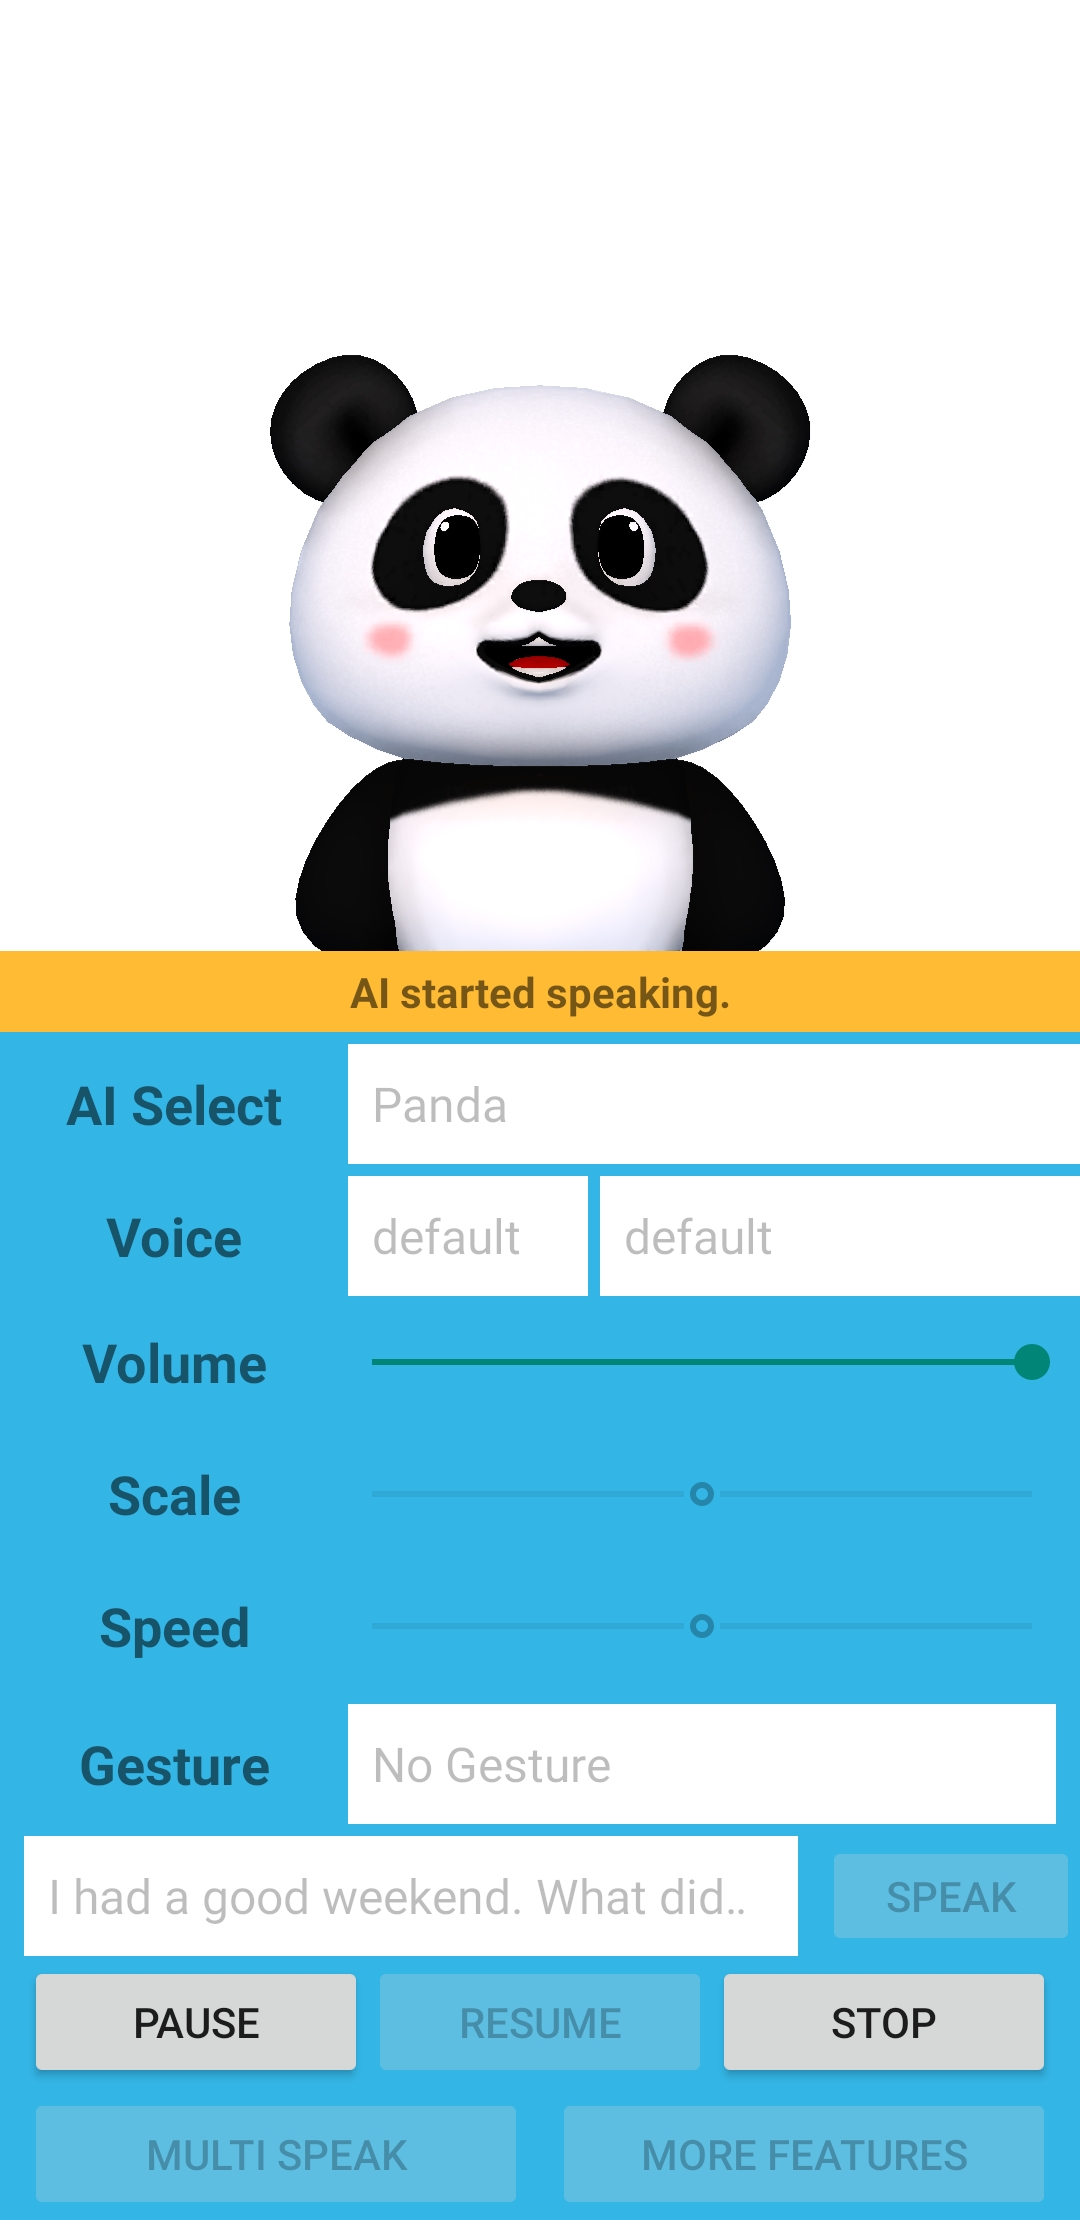 AI started speaking.
AI Select
Panda
Voice
default
default
Volume
Scale
Speed
Gesture
No Gesture
I had a good weekend. What did..
SPEAK
PAUSE
RESUME
STOP
MULTI SPEAK
MORE FEATURES